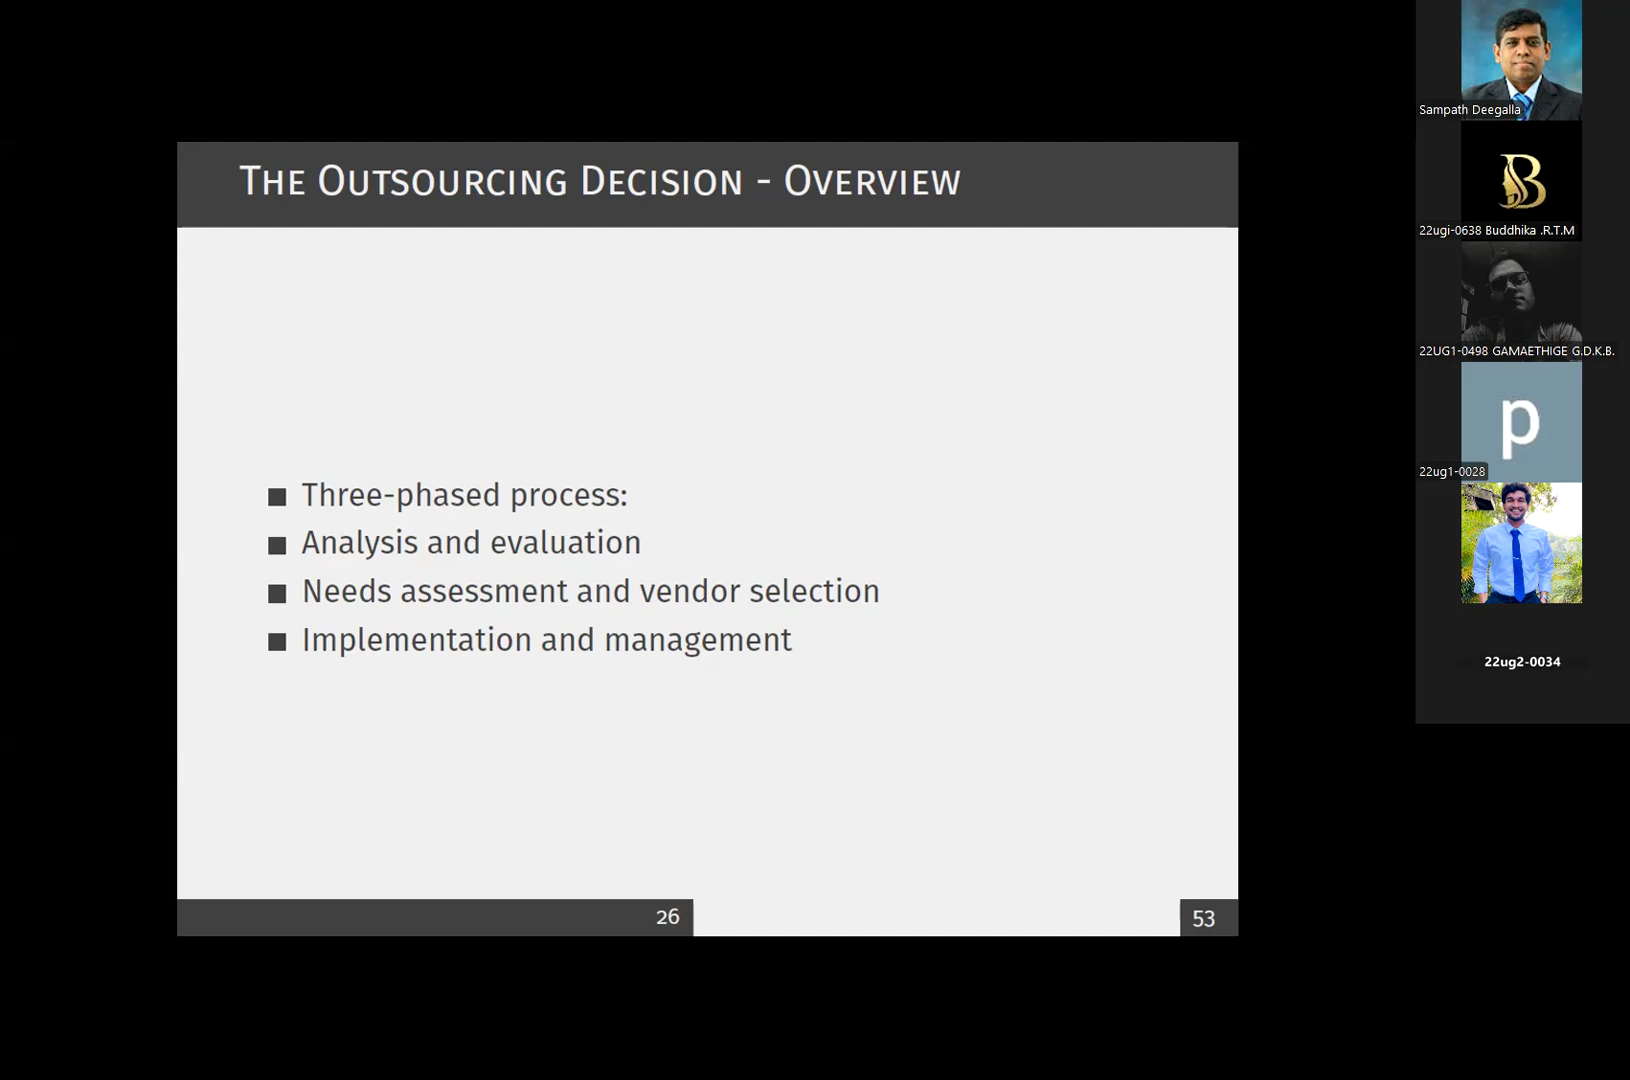 The Outsourcing Decision - Overview
Three-phased process:
Analysis and evaluation
Needs assessment and vendor selection
Implementation and management
26
53
Sampath Deegalla
B
22ugi-0638 Buddhika .R.T.M
22UG1-0498 GAMAETHIGE G.D.K.B.
p
22ug1-0028
22ug2-0034